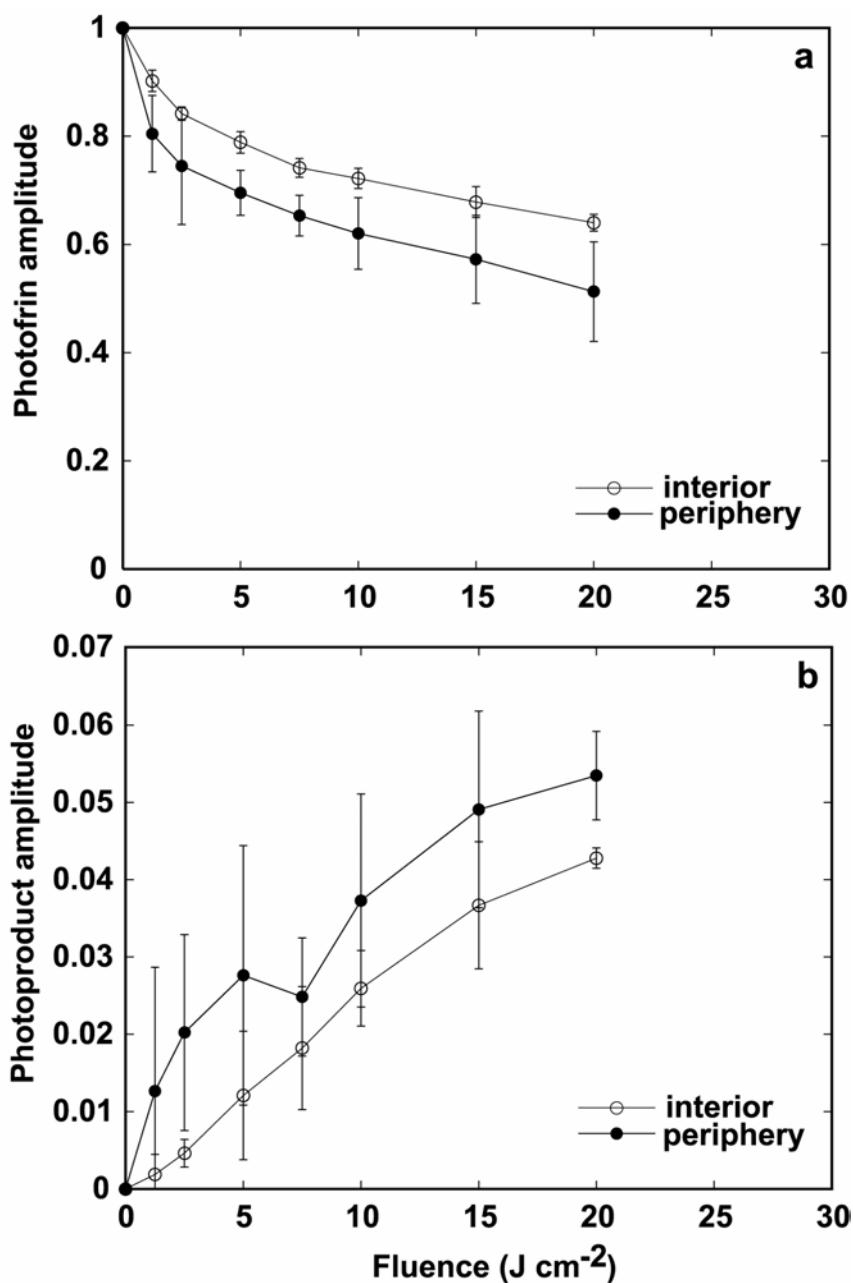 a
Photofrin amplitude
1
0.8
0.6
0.4
0.2
0
interior
periphery
0 5 10 15 20 25 30
b
Photoproduct amplitude
0.07
0.06
0.05
0.04
0.03
0.02
0.01
0
interior
periphery
0 5 10 15 20 25 30
Fluence (J cm-2)